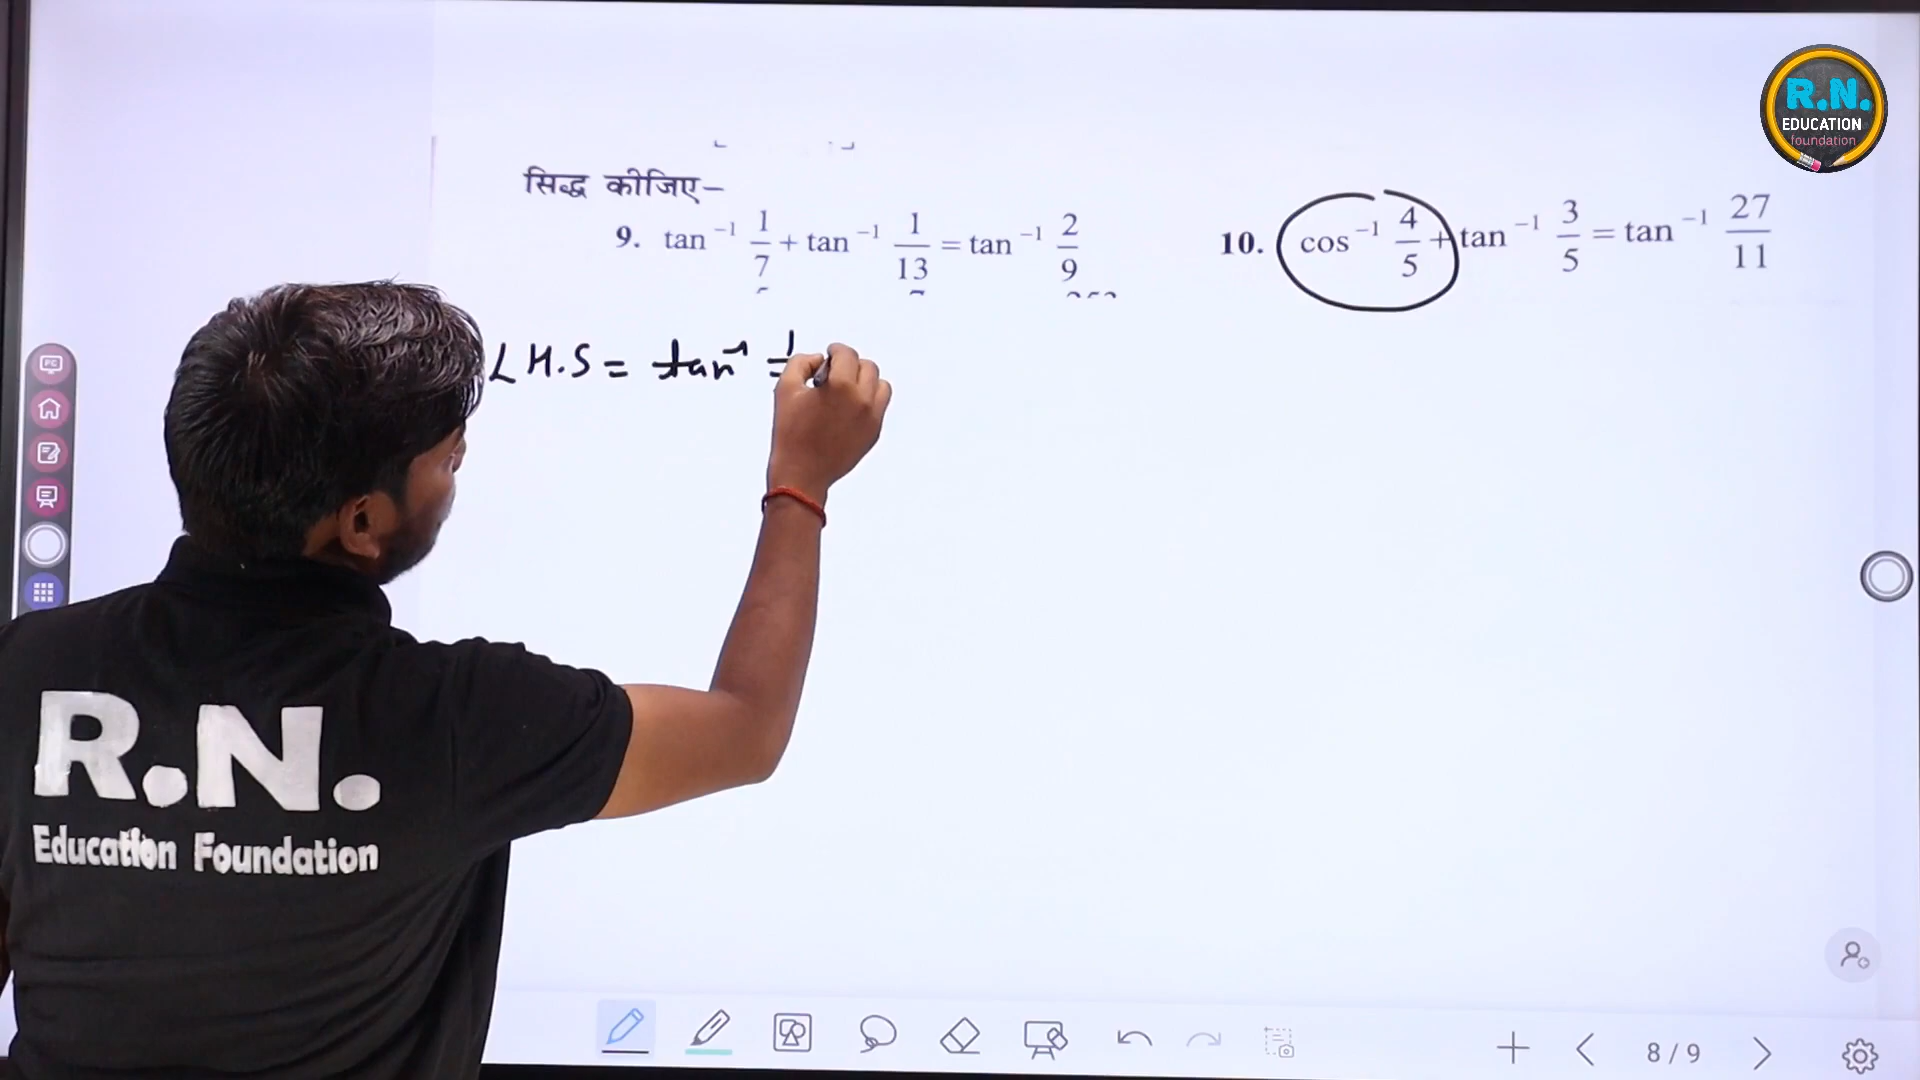 R.N.
EDUCATION
foundation
सिद्ध कीजिए–
9. tan⁻¹ 1/7 + tan⁻¹ 1/13 = tan⁻¹ 2/9
10. cos⁻¹ 4/5 + tan⁻¹ 3/5 = tan⁻¹ 27/11
L H.S = tan⁻¹ 1
R.N.
Education Foundation
8 / 9